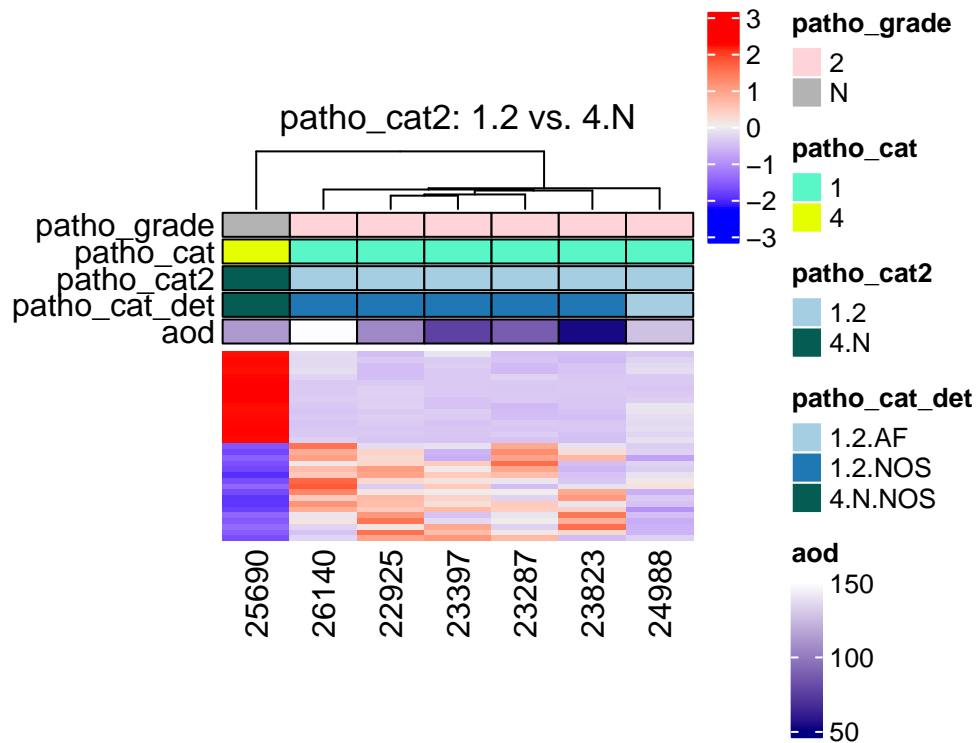 patho_cat2: 1.2 vs. 4.N
patho_grade
patho_cat
patho_cat2
patho_cat_det
aod
25690
26140
22925
23397
23287
23823
24988
3
2
1
0
−1
−2
−3
patho_grade
2
N
patho_cat
1
4
patho_cat2
1.2
4.N
patho_cat_det
1.2.AF
1.2.NOS
4.N.NOS
aod
150
100
50